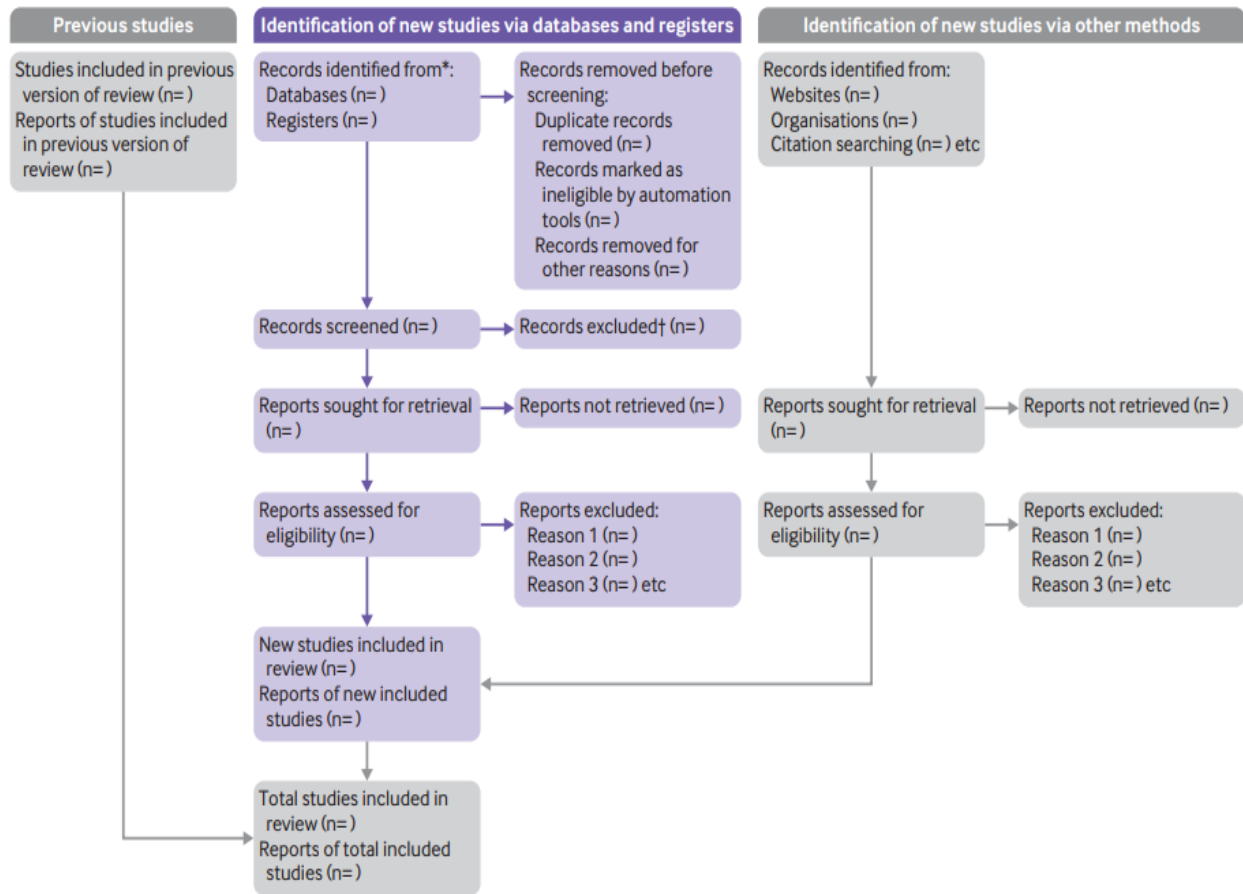 Previous studies
Identification of new studies via databases and registers
Identification of new studies via other methods
Studies included in previous
version of review (n= )
Reports of studies included
in previous version of
review (n= )
Records identified from*:
Databases (n= )
Registers (n= )
Records removed before
screening:
Duplicate records
removed (n= )
Records marked as
ineligible by automation
tools (n= )
Records removed for
other reasons (n= )
Records identified from:
Websites (n= )
Organisations (n= )
Citation searching (n= ) etc
Records screened (n= )
Records excluded† (n= )
Reports sought for retrieval
(n= )
Reports not retrieved (n= )
Reports sought for retrieval
(n= )
Reports not retrieved (n= )
Reports assessed for
eligibility (n= )
Reports excluded:
Reason 1 (n= )
Reason 2 (n= )
Reason 3 (n= ) etc
Reports assessed for
eligibility (n= )
Reports excluded:
Reason 1 (n= )
Reason 2 (n= )
Reason 3 (n= ) etc
New studies included in
review (n= )
Reports of new included
studies (n= )
Total studies included in
review (n= )
Reports of total included
studies (n= )